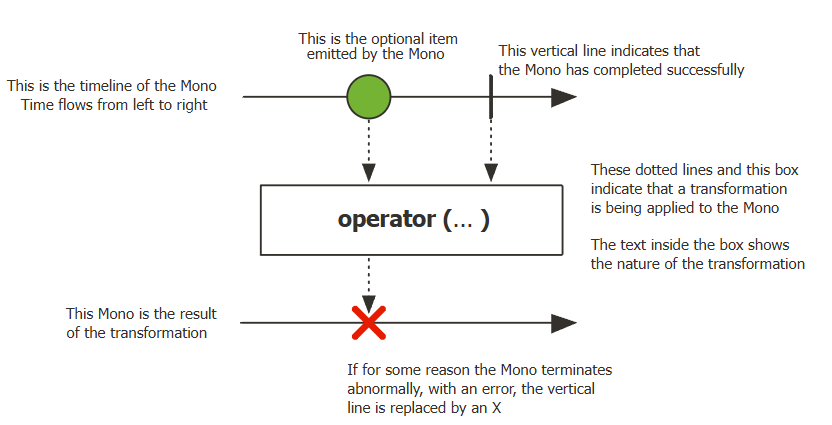 This is the optional item
emitted by the Mono
This vertical line indicates that
the Mono has completed successfully
This is the timeline of the Mono
Time flows from left to right
These dotted lines and this box
indicate that a transformation
is being applied to the Mono
operator (... )
The text inside the box shows
the nature of the transformation
This Mono is the result
of the transformation
If for some reason the Mono terminates
abnormally, with an error, the vertical
line is replaced by an X